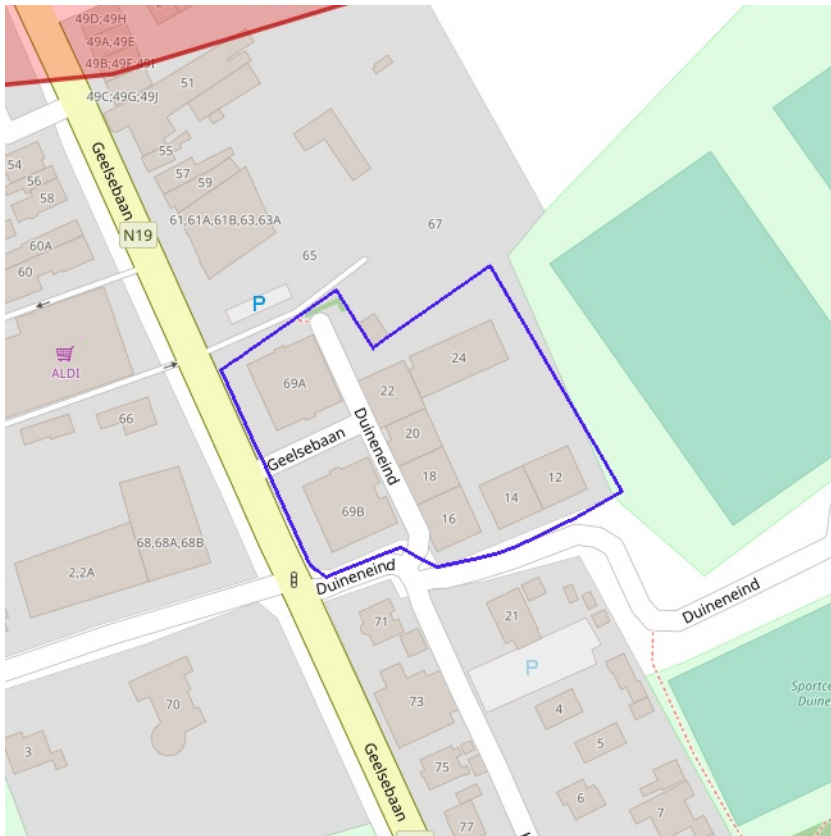 49D;49H
49A;49E
49B;49F;49I
49C;49G;49J
51
55
57
59
54
56
58
60A
60
Geelsebaan
N19
61,61A,61B,63,63A
67
65
P
ALDI
69A
24
22
20
18
16
Duineneind
Geelsebaan
69B
14
12
66
68,68A,68B
2,2A
8
Duineneind
71
21
Duineneind
P
73
70
3
4
5
6
7
75
77
Geelsebaan
Sportce
Duine